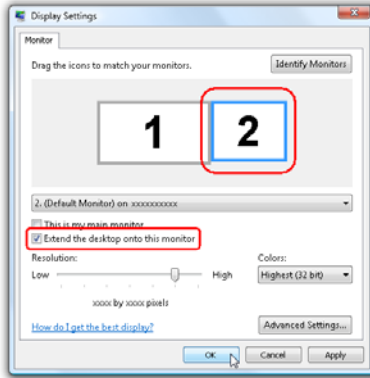 Display Settings
Monitor
Drag the icons to match your monitors.
Identify Monitors
1
2
2. (Default Monitor) on xxxxxxxxxx
This is my main monitor
Extend the desktop onto this monitor
Resolution:
Colors:
Low
High
Highest (32 bit)
xxxx by xxxx pixels
How do I get the best display?
Advanced Settings...
OK
Cancel
Apply